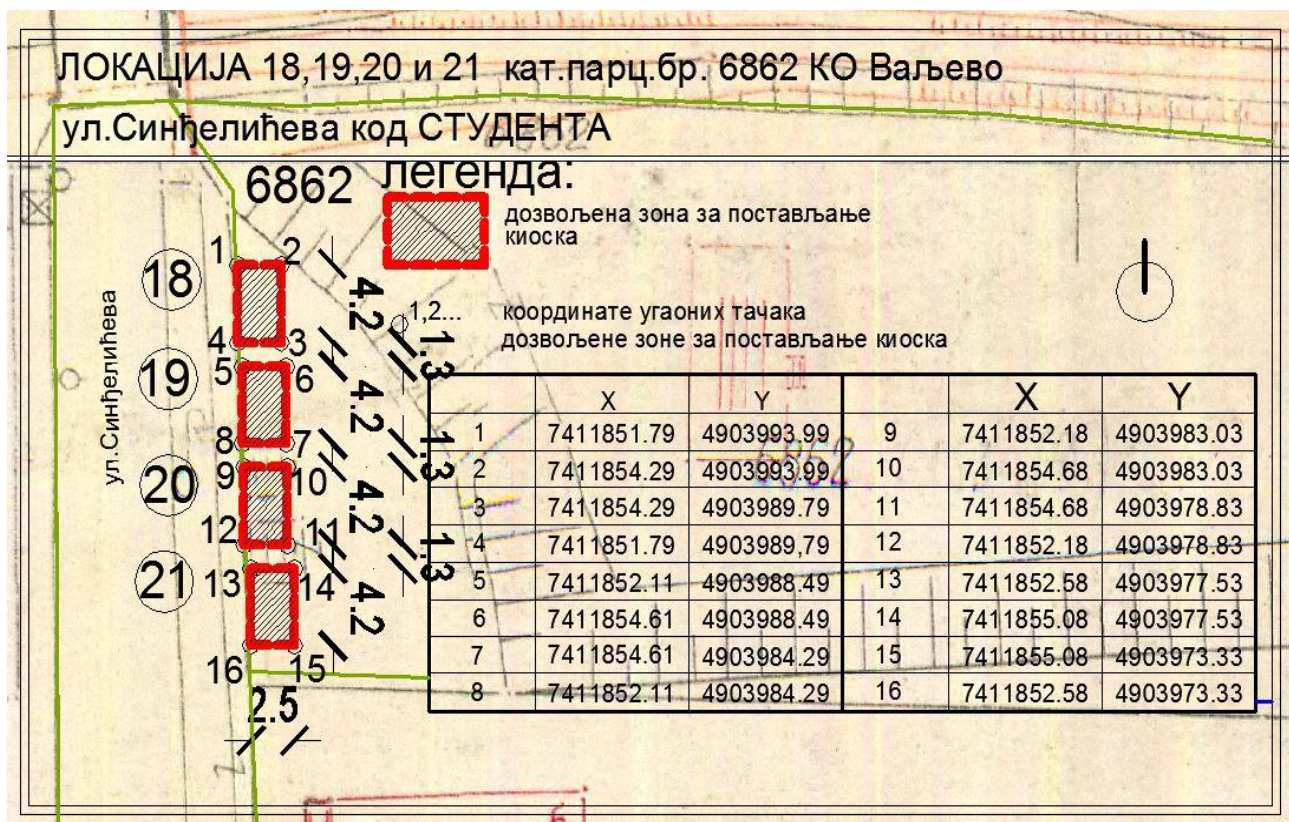 ЛОКАЦИЈА 18,19,20 и 21 кат.парц.бр. 6862 КО Ваљево
ул.Синђелићева код СТУДЕНТА
6862
6862
легенда:
дозвољена зона за постављање
киоска
1,2... координате угаоних тачака
дозвољене зоне за постављање киоска
ул.Синђелићева
18
19
20
21
1 2
4 3
5 6
8 7
9 10
12 11
13 14
16 15
4.2
1.3
4.2
1.3
4.2
1.3
4.2
2.5
X Y X Y
1 7411851.79 4903993.99 9 7411852.18 4903983.03
2 7411854.29 4903993.99 10 7411854.68 4903983.03
3 7411854.29 4903989.79 11 7411854.68 4903978.83
4 7411851.79 4903989,79 12 7411852.18 4903978.83
5 7411852.11 4903988.49 13 7411852.58 4903977.53
6 7411854.61 4903988.49 14 7411855.08 4903977.53
7 7411854.61 4903984.29 15 7411855.08 4903973.33
8 7411852.11 4903984.29 16 7411852.58 4903973.33
6862
6